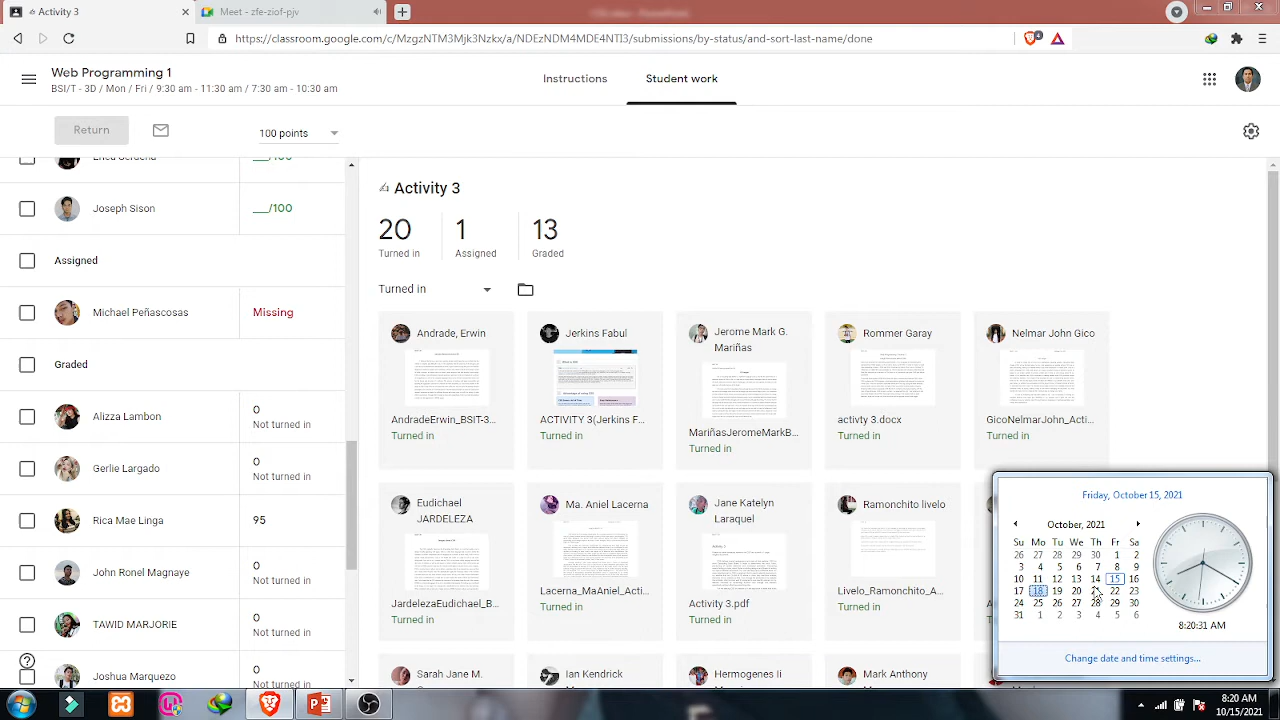 Activity 3
Meet - zfe-ziof-pjv
https://classroom.google.com/c/MzgzNTM3Mjk3Nzkx/a/NDEzNDM4MDE4NTI3/submissions/by-status/and-sort-last-name/done
4
Web Programming 1
BSI/T - 3D / Mon / Fri / 9:30 am - 11:30 am / 7:30 am - 10:30 am
Instructions
Student work
Return
100 points
__/100
Joseph Sison
__/100
Assigned
Michael Peñascosas
Missing
Graded
Alizza Lambon
0
Not turned in
Gerlie Largado
0
Not turned in
Rica Mae Linga
95
John Ronel Magnaye
0
Not turned in
TAWID MARJORIE
0
Not turned in
Joshua Marquezo
0
Not turned in
Activity 3
20
Turned in
1
Assigned
13
Graded
Turned in
Andrade, Erwin
AndradeErwin_BSIT-3...
Turned in
Jerkins Fabul
ACTIVITY 3(Jerkins F...
Turned in
Jerome Mark G.
Mariñas
MariñasJeromeMarkB...
Turned in
Rommer Garay
activty 3.docx
Turned in
Nelmar John Gico
GicoNelmarJohn_Acti...
Turned in
Eudichael
JARDELEZA
JardelezaEudichael_B...
Turned in
Ma. Aniel Lacerna
Lacerna_MaAniel_Acti...
Turned in
Jane Katelyn
Laraquel
Activity 3.pdf
Turned in
Ramonchito livelo
Livelo_Ramonchito_A...
Turned in
Sarah Jane M.
Ian Kendrick
Hermogenes Ii
Mark Anthony
Friday, October 15, 2021
October, 2021
Su Mo Tu We Th Fr Sa
26 27 28 29 30 1 2
3 4 5 6 7 8 9
10 11 12 13 14 15 16
17 18 19 20 21 22 23
24 25 26 27 28 29 30
31 1 2 3 4 5 6
8:20:31 AM
Change date and time settings...
8:20 AM
10/15/2021